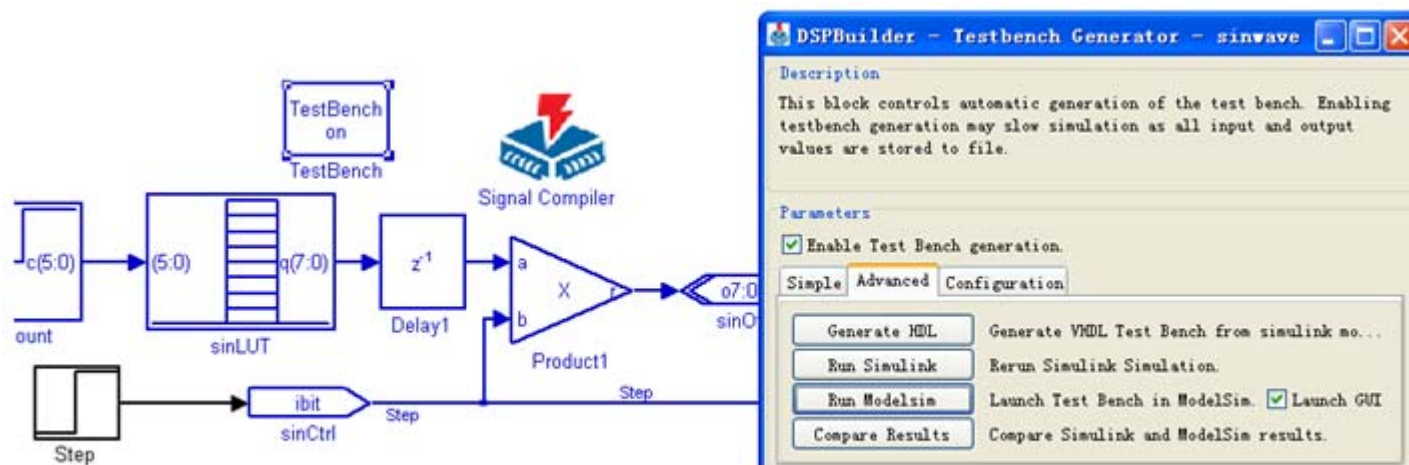 TestBench
on
TestBench
Signal Compiler
c(5:0)
(5:0)
q(7:0)
z-1
a
X
r
b
o7:0
ount
sinLUT
Delay1
Product1
sinO
Step
ibit
sinCtrl
Step
Step
DSPBuilder - Testbench Generator - sinwave
Description
This block controls automatic generation of the test bench. Enabling
testbench generation may slow simulation as all input and output
values are stored to file.
Parameters
Enable Test Bench generation.
Simple Advanced Configuration
Generate HDL Generate VHDL Test Bench from simulink mo...
Run Simulink Rerun Simulink Simulation.
Run Modelsim Launch Test Bench in ModelSim. Launch GUI
Compare Results Compare Simulink and ModelSim results.